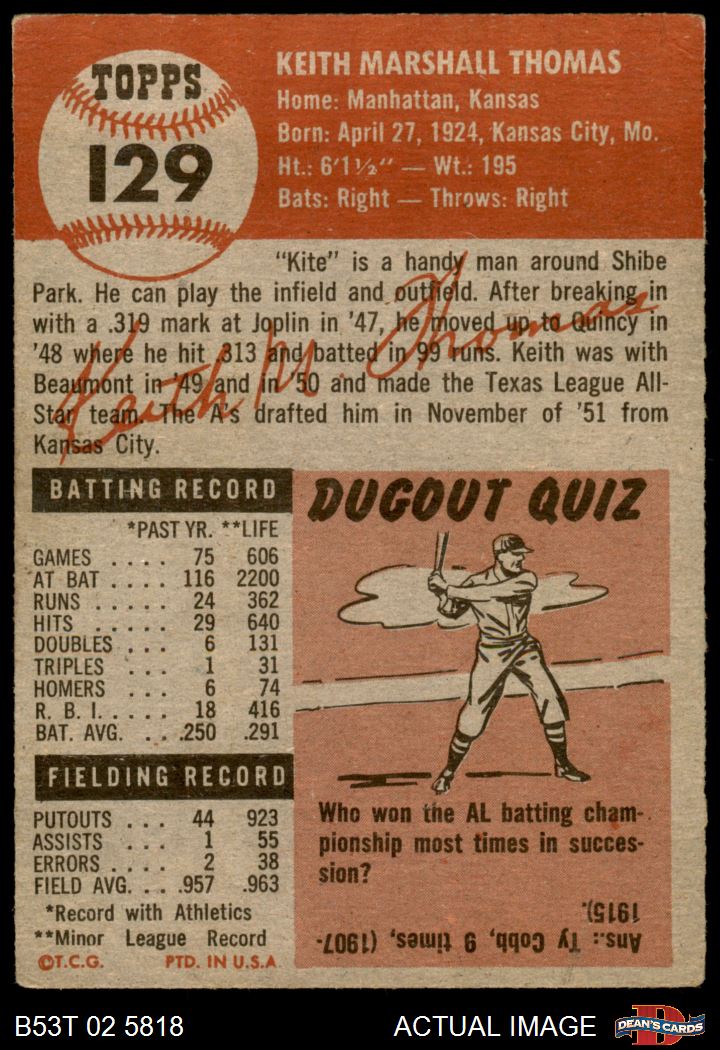 TOPPS
129
KEITH MARSHALL THOMAS
Home: Manhattan, Kansas
Born: April 27, 1924, Kansas City, Mo.
Ht.: 6'1½" — Wt.: 195
Bats: Right — Throws: Right
"Kite" is a handy man around Shibe
Park. He can play the infield and outfield. After breaking in
with a .319 mark at Joplin in '47, he moved up to Quincy in
'48 where he hit .313 and batted in 99 runs. Keith was with
Beaumont in '49 and in '50 and made the Texas League All-
Star team. The A's drafted him in November of '51 from
Kansas City.
Keith M. Thomas
BATTING RECORD
*PAST YR. **LIFE
GAMES .... 75 606
AT BAT .... 116 2200
RUNS ..... 24 362
HITS ..... 29 640
DOUBLES ... 6 131
TRIPLES ... 1 31
HOMERS ... 6 74
R. B. I. .... 18 416
BAT. AVG. ... .250 .291
FIELDING RECORD
PUTOUTS ... 44 923
ASSISTS ... 1 55
ERRORS .... 2 38
FIELD AVG. ... .957 .963
*Record with Athletics
**Minor League Record
©T.C.G. PTD. IN U.S.A.
DUGOUT QUIZ
Who won the AL batting cham-
pionship most times in succes-
sion?
Ans.: Ty Cobb, 9 times, (1907-
1915).
B53T 02 5818 ACTUAL IMAGE
DEAN'S CARDS